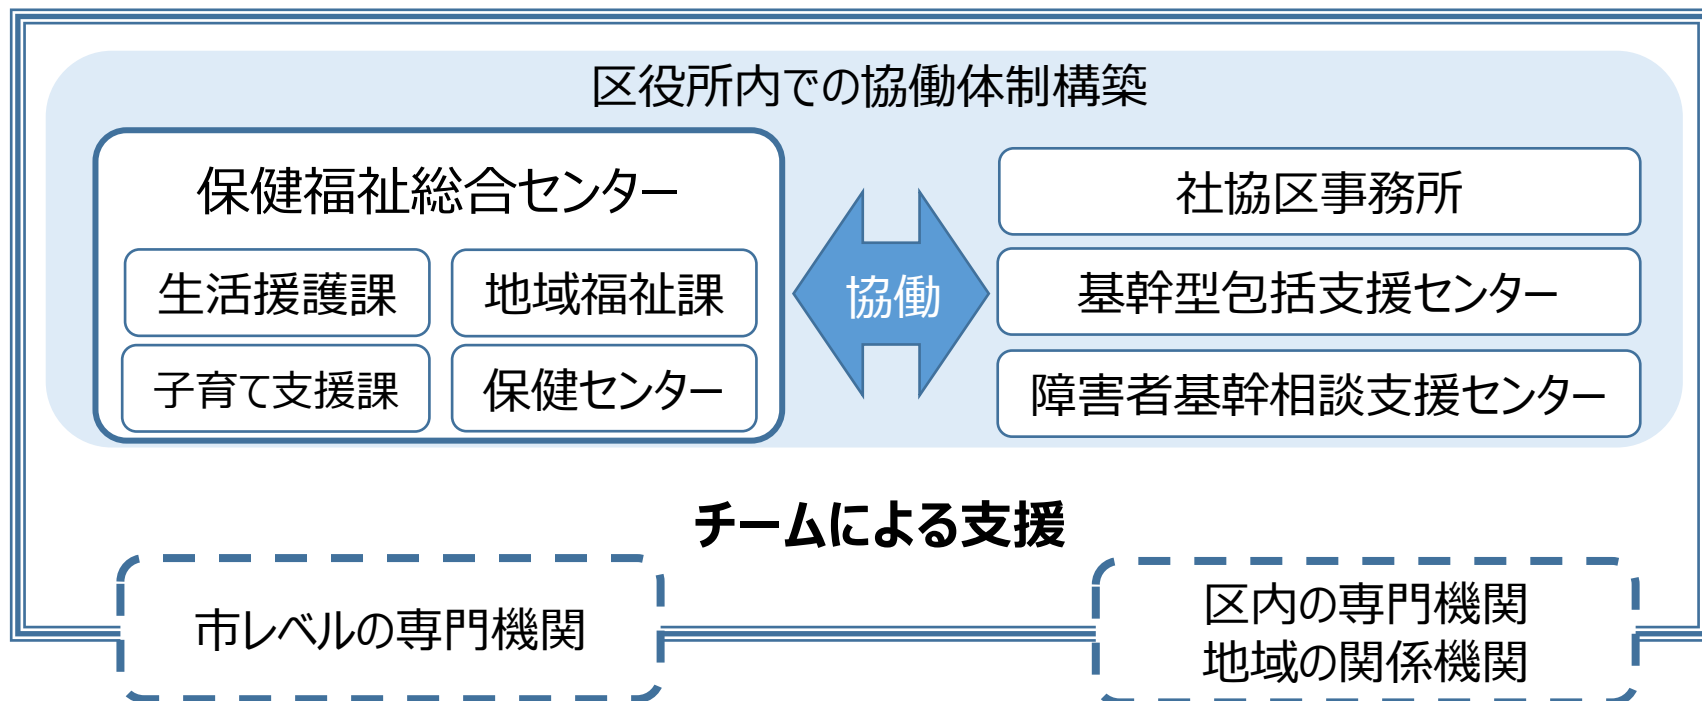 区役所内での協働体制構築
保健福祉総合センター
生活援護課
地域福祉課
子育て支援課
保健センター
協働
社協区事務所
基幹型包括支援センター
障害者基幹相談支援センター
チームによる支援
市レベルの専門機関
区内の専門機関
地域の関係機関